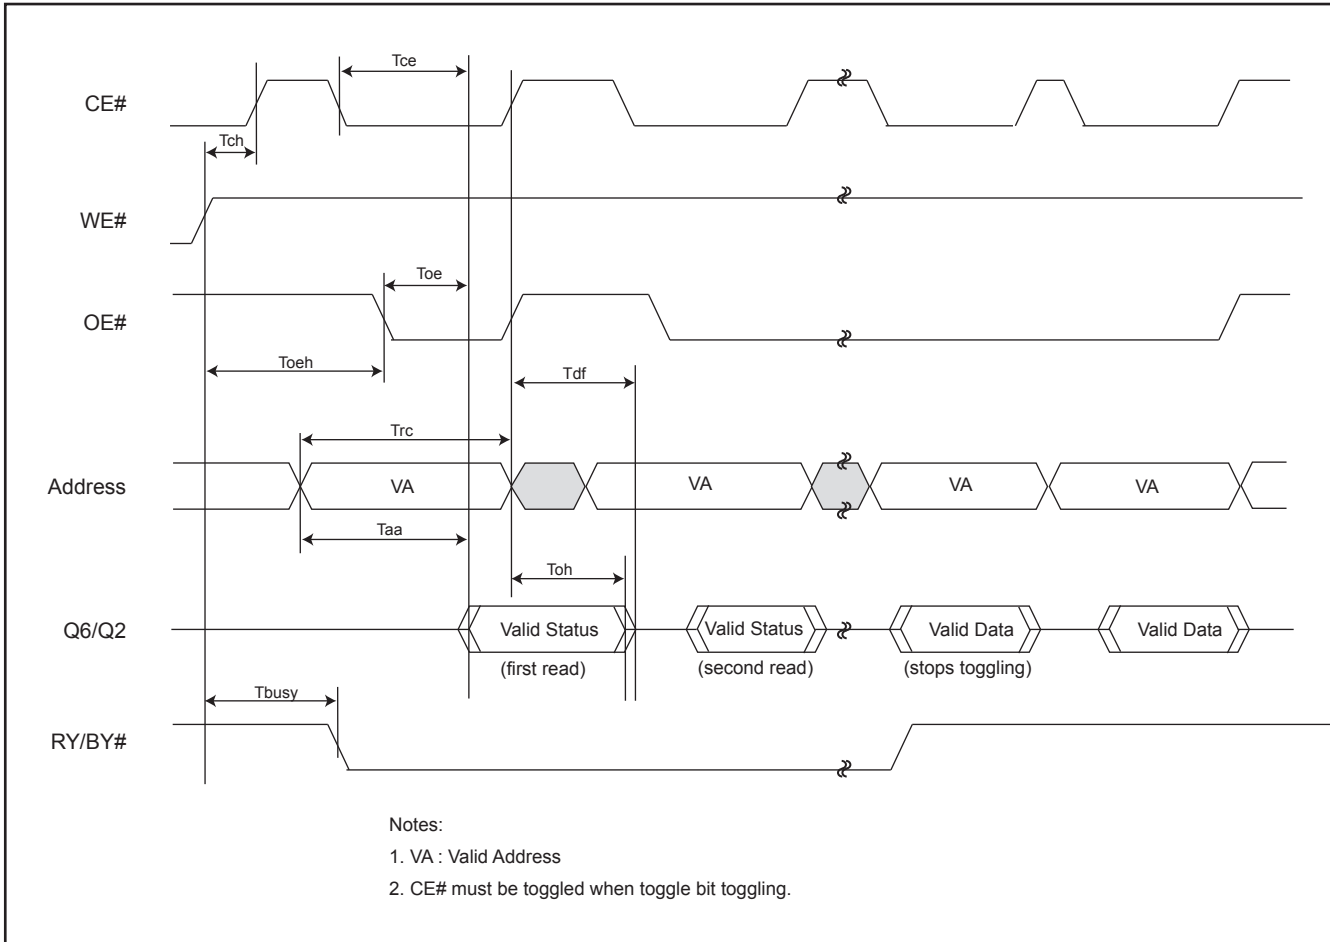 Tce
CE#
Tch
WE#
Toe
OE#
Toeh
Tdf
Trc
Address
VA
VA
VA
VA
Taa
Toh
Q6/Q2
Valid Status
Valid Status
Valid Data
Valid Data
(first read)
(second read)
(stops toggling)
Tbusy
RY/BY#
Notes:
1. VA : Valid Address
2. CE# must be toggled when toggle bit toggling.